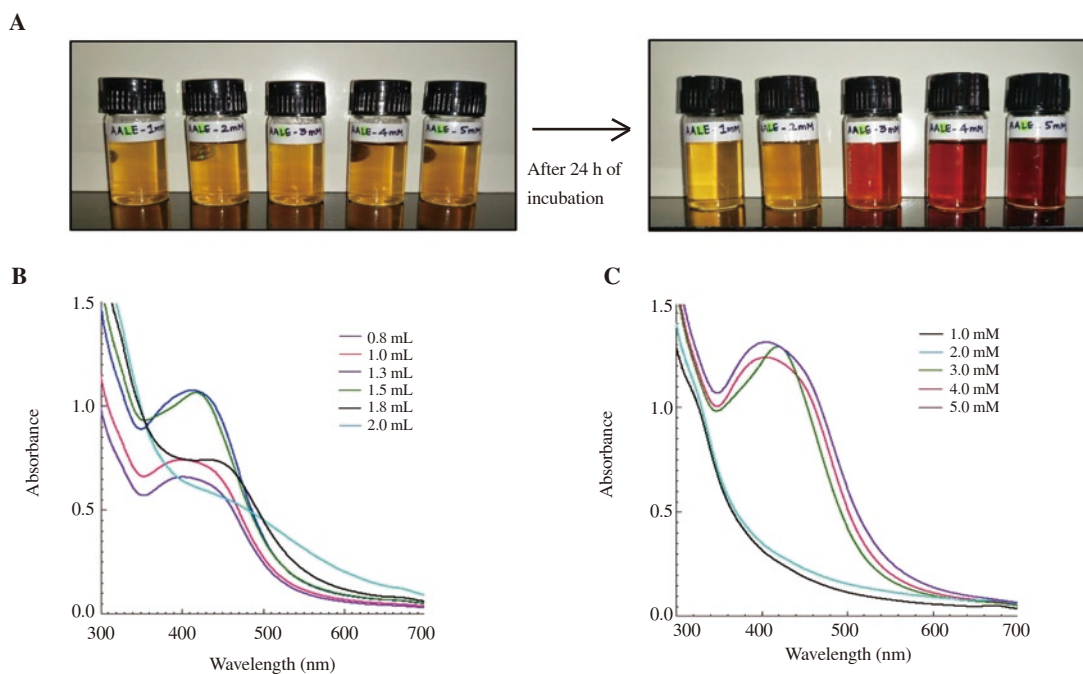 A
AALE-1mM
AALE-2mM
AALE-3mM
AALE-4mM
AALE-5mM
After 24 h of
incubation
AALE-1mM
AALE-2mM
AALE-3mM
AALE-4mM
AALE-5mM
B
1.5
1.0
0.5
0.0
300
400
500
600
700
Absorbance
Wavelength (nm)
0.8 mL
1.0 mL
1.3 mL
1.5 mL
1.8 mL
2.0 mL
C
1.5
1.0
0.5
0.0
300
400
500
600
700
Absorbance
Wavelength (nm)
1.0 mM
2.0 mM
3.0 mM
4.0 mM
5.0 mM